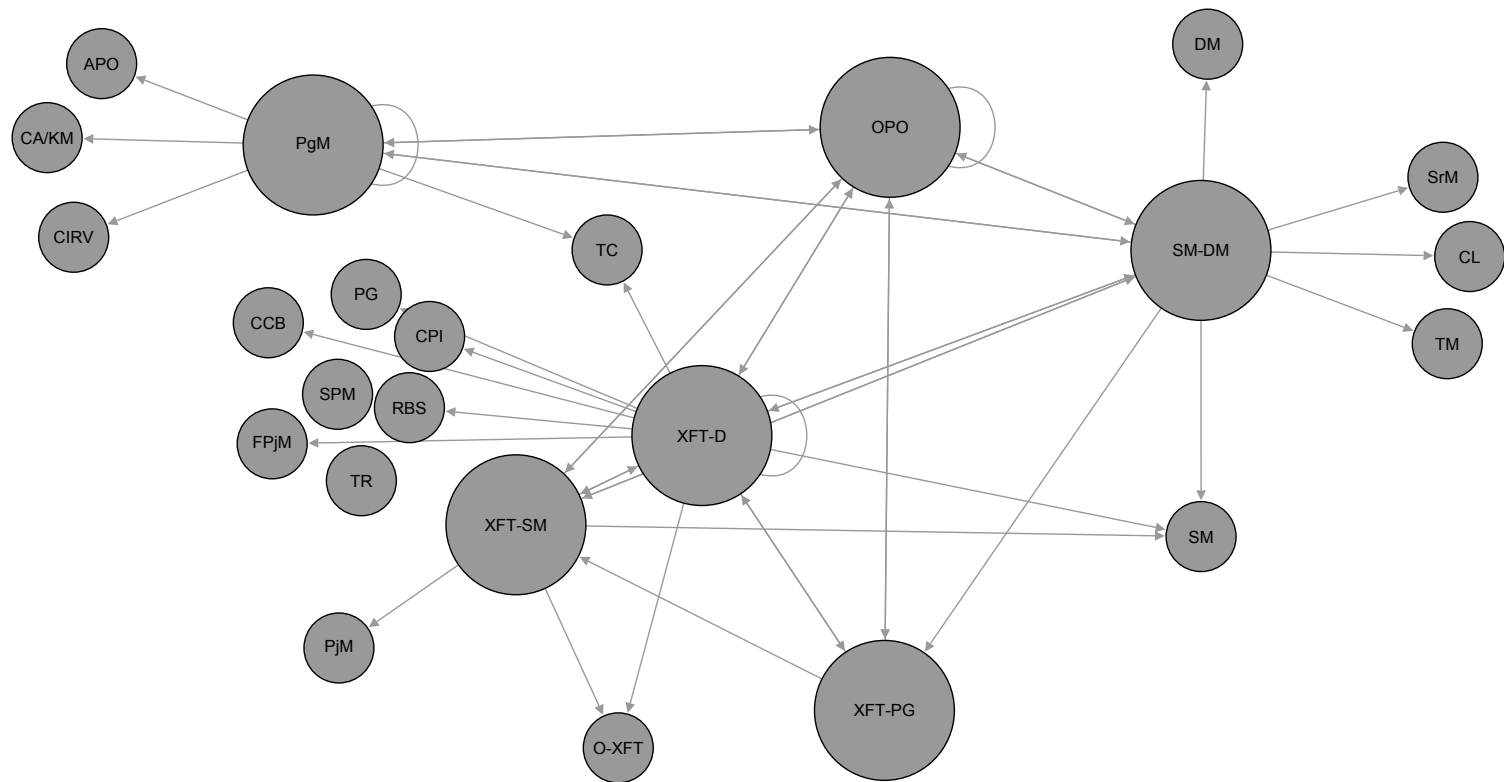 DM
APO
OPO
CA/KM
PgM
SrM
CIRV
TC
SM-DM
CL
PG
CCB
CPI
TM
SPM
RBS
FPjM
XFT-D
TR
XFT-SM
SM
PjM
XFT-PG
O-XFT